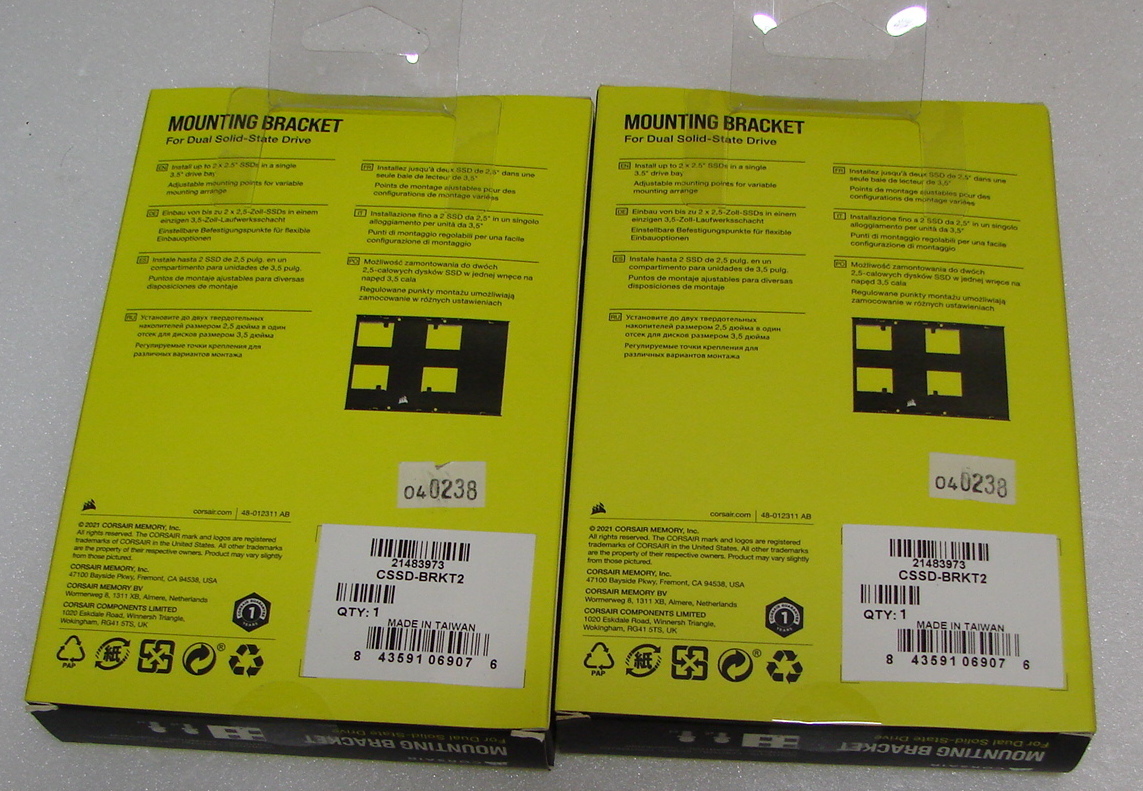 MOUNTING BRACKET
For Dual Solid-State Drive
EN Install up to 2 x 2.5" SSDs in a single
3.5" drive bay
Adjustable mounting points for variable
mounting arrange
DE Einbau von bis zu 2 x 2,5-Zoll-SSDs in einem
einzigen 3,5-Zoll-Laufwerksschacht
Einstellbare Befestigungspunkte für flexible
Einbauoptionen
ES Instale hasta 2 SSD de 2,5 pulg. en un
compartimento para unidades de 3,5 pulg.
Puntos de montaje ajustables para diversas
disposiciones de montaje
RU Установите до двух твердотельных
накопителей размером 2,5 дюйма в один
отсек для дисков размером 3,5 дюйма
Регулируемые точки крепления для
различных вариантов монтажа
FR Installez jusqu'à deux SSD de 2,5" dans une
seule baie de lecteur de 3,5"
Points de montage ajustables pour des
configurations de montage variées
IT Installazione fino a 2 SSD da 2,5" in un singolo
alloggiamento per unità da 3,5"
Punti di montaggio regolabili per una facile
configurazione di montaggio
PO Możliwość zamontowania do dwóch
2,5-calowych dysków SSD w jednej wnęce na
napęd 3,5 cala
Regulowane punkty montażu umożliwiają
zamocowanie w różnych ustawieniach
040238
corsair.com | 48-012311 AB
© 2021 CORSAIR MEMORY, Inc.
All rights reserved. The CORSAIR mark and logos are registered
trademarks of CORSAIR in the United States. All other trademarks
are the property of their respective owners. Product may vary slightly
from those pictured.
CORSAIR MEMORY, Inc.
47100 Bayside Pkwy, Fremont, CA 94538, USA
CORSAIR MEMORY BV
Wormerweg 8, 1311 XB, Almere, Netherlands
CORSAIR COMPONENTS LIMITED
1020 Eskdale Road, Winnersh Triangle,
Wokingham, RG41 5TS, UK
1
YEARS
PAP
紙
®
21483973
CSSD-BRKT2
QTY: 1
MADE IN TAIWAN
8 43591 06907 6
CORSAIR
MOUNTING BRACKET
For Dual Solid-State Drive
MOUNTING BRACKET
For Dual Solid-State Drive
EN Install up to 2 x 2.5" SSDs in a single
3.5" drive bay
Adjustable mounting points for variable
mounting arrange
DE Einbau von bis zu 2 x 2,5-Zoll-SSDs in einem
einzigen 3,5-Zoll-Laufwerksschacht
Einstellbare Befestigungspunkte für flexible
Einbauoptionen
ES Instale hasta 2 SSD de 2,5 pulg. en un
compartimento para unidades de 3,5 pulg.
Puntos de montaje ajustables para diversas
disposiciones de montaje
RU Установите до двух твердотельных
накопителей размером 2,5 дюйма в один
отсек для дисков размером 3,5 дюйма
Регулируемые точки крепления для
различных вариантов монтажа
FR Installez jusqu'à deux SSD de 2,5" dans une
seule baie de lecteur de 3,5"
Points de montage ajustables pour des
configurations de montage variées
IT Installazione fino a 2 SSD da 2,5" in un singolo
alloggiamento per unità da 3,5"
Punti di montaggio regolabili per una facile
configurazione di montaggio
PO Możliwość zamontowania do dwóch
2,5-calowych dysków SSD w jednej wnęce na
napęd 3,5 cala
Regulowane punkty montażu umożliwiają
zamocowanie w różnych ustawieniach
040238
corsair.com | 48-012311 AB
© 2021 CORSAIR MEMORY, Inc.
All rights reserved. The CORSAIR mark and logos are registered
trademarks of CORSAIR in the United States. All other trademarks
are the property of their respective owners. Product may vary slightly
from those pictured.
CORSAIR MEMORY, Inc.
47100 Bayside Pkwy, Fremont, CA 94538, USA
CORSAIR MEMORY BV
Wormerweg 8, 1311 XB, Almere, Netherlands
CORSAIR COMPONENTS LIMITED
1020 Eskdale Road, Winnersh Triangle,
Wokingham, RG41 5TS, UK
1
YEARS
PAP
紙
®
21483973
CSSD-BRKT2
QTY: 1
MADE IN TAIWAN
8 43591 06907 6
CORSAIR
MOUNTING BRACKET
For Dual Solid-State Drive